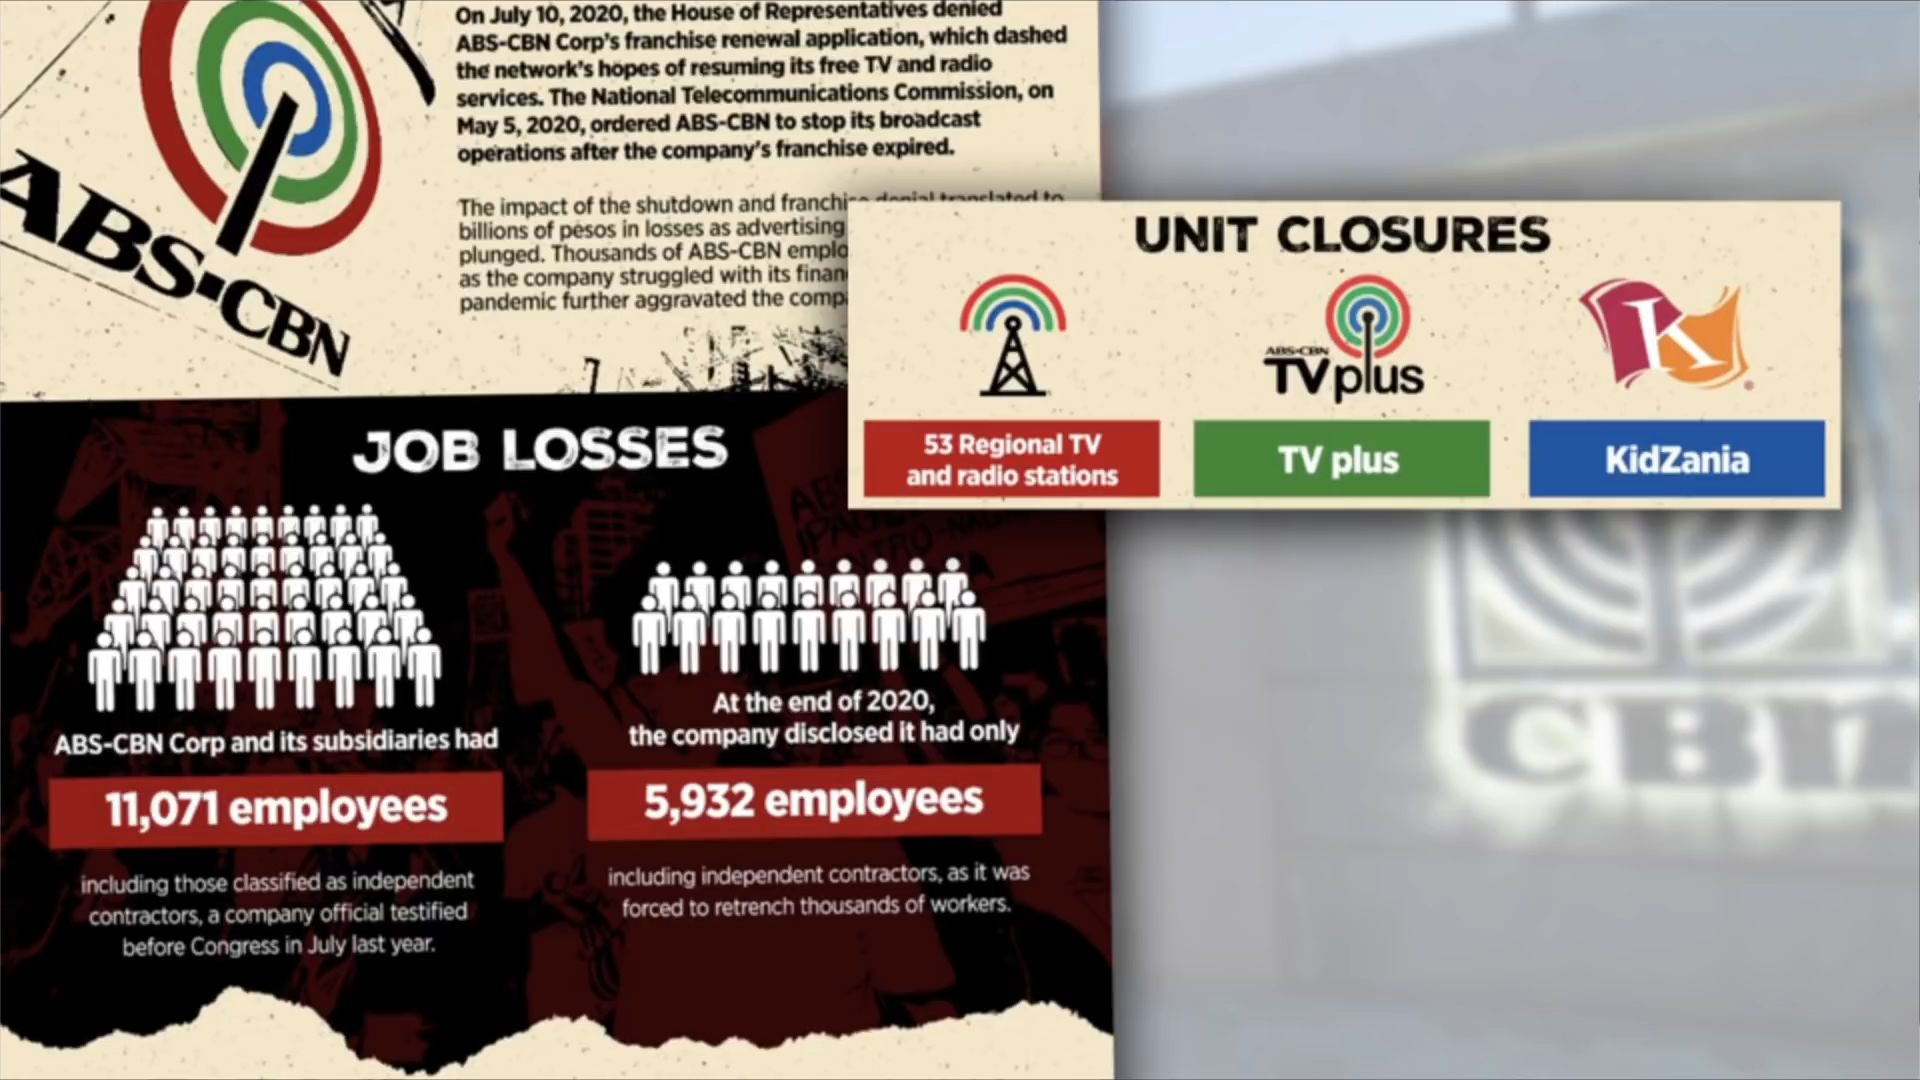 On July 10, 2020, the House of Representatives denied
ABS-CBN Corp's franchise renewal application, which dashed
the network's hopes of resuming its free TV and radio
services. The National Telecommunications Commission, on
May 5, 2020, ordered ABS-CBN to stop its broadcast
operations after the company's franchise expired.
ABS-CBN
The impact of the shutdown and franchise denial translated to
billions of pesos in losses as advertising
plunged. Thousands of ABS-CBN
as the company struggled with its
pandemic further aggravated the
UNIT CLOSURES
ABS-CBN
TVplus
K
53 Regional TV
and radio stations
TV plus
KidZania
JOB LOSSES
ABS-CBN Corp and its subsidiaries had
11,071 employees
including those classified as independent
contractors, a company official testified
before Congress in July last year.
At the end of 2020,
the company disclosed it had only
5,932 employees
including independent contractors, as it was
forced to retrench thousands of workers.
CBN